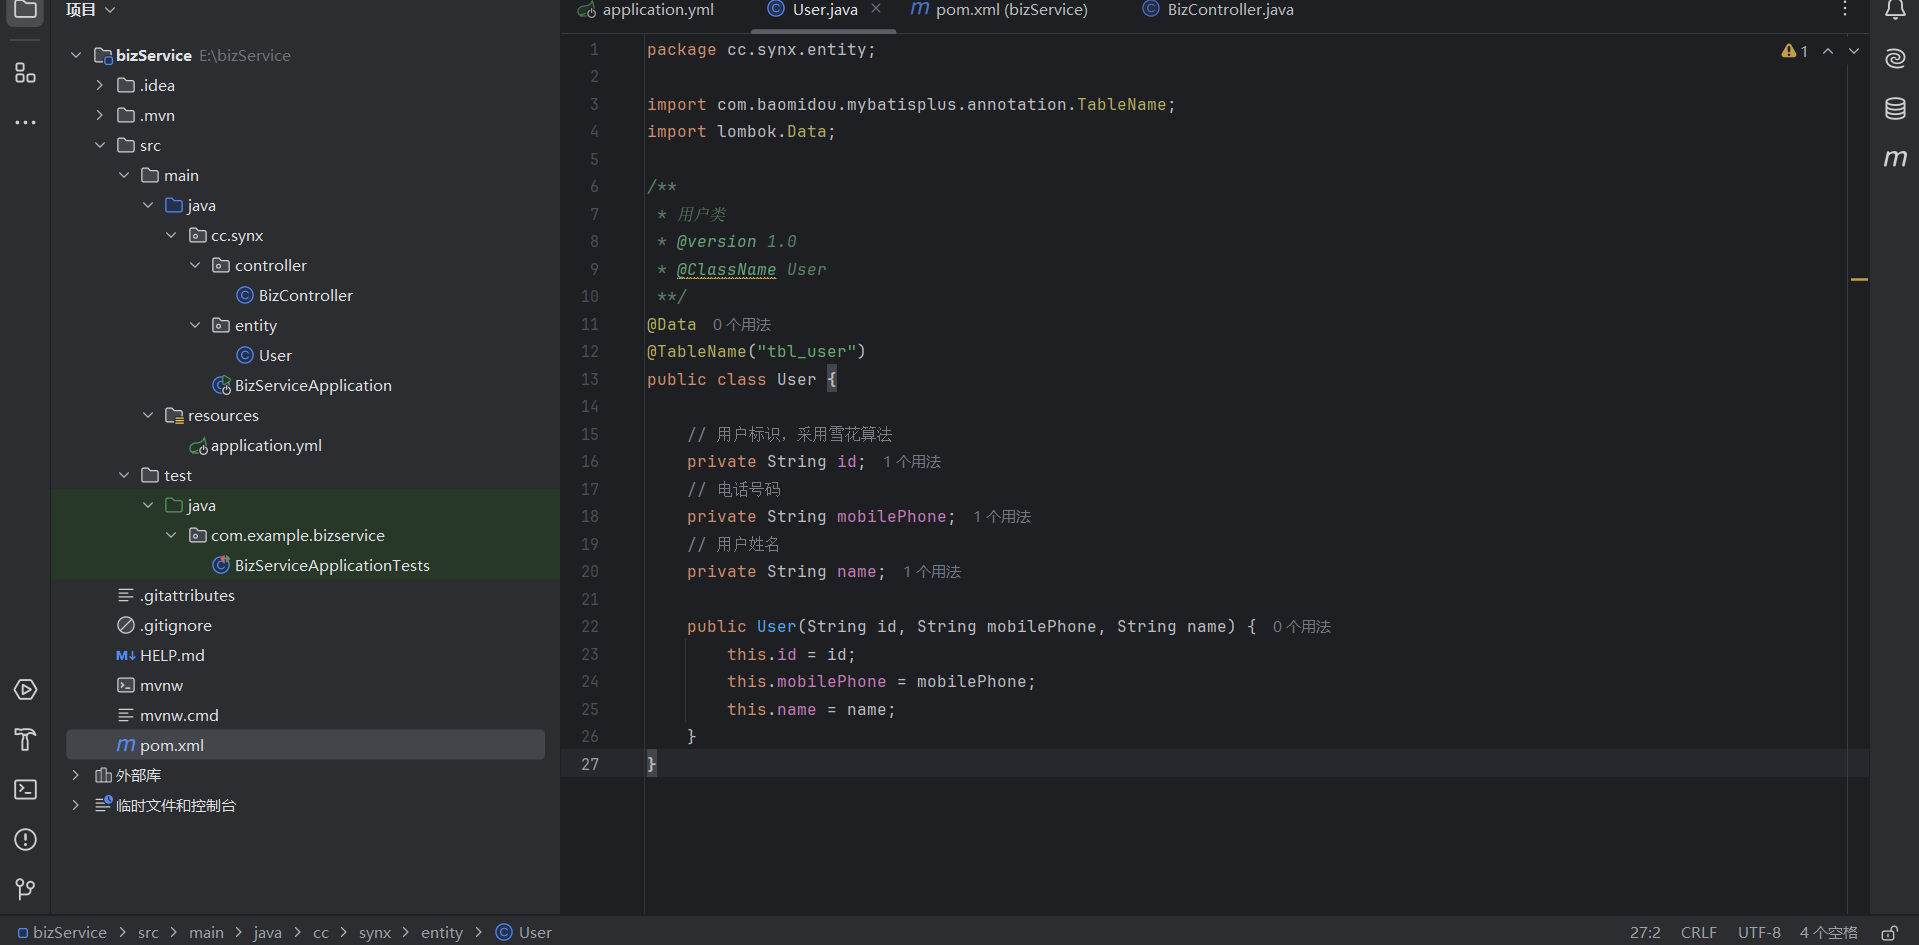 项目
bizService E:\bizService
.idea
.mvn
src
main
java
cc.synx
controller
BizController
entity
User
BizServiceApplication
resources
application.yml
test
java
com.example.bizservice
BizServiceApplicationTests
.gitattributes
.gitignore
M↓ HELP.md
mvnw
mvnw.cmd
m pom.xml
外部库
临时文件和控制台
application.yml User.java m pom.xml (bizService) BizController.java
1 package cc.synx.entity;
2
3 import com.baomidou.mybatisplus.annotation.TableName;
4 import lombok.Data;
5
6 /**
7 * 用户类
8 * @version 1.0
9 * @ClassName User
10 **/
11 @Data 0 个用法
12 @TableName("tbl_user")
13 public class User {
14
15 // 用户标识，采用雪花算法
16 private String id; 1 个用法
17 // 电话号码
18 private String mobilePhone; 1 个用法
19 // 用户姓名
20 private String name; 1 个用法
21
22 public User(String id, String mobilePhone, String name) { 0 个用法
23 this.id = id;
24 this.mobilePhone = mobilePhone;
25 this.name = name;
26 }
27 }
1
m
bizService > src > main > java > cc > synx > entity > User
27:2 CRLF UTF-8 4 个空格